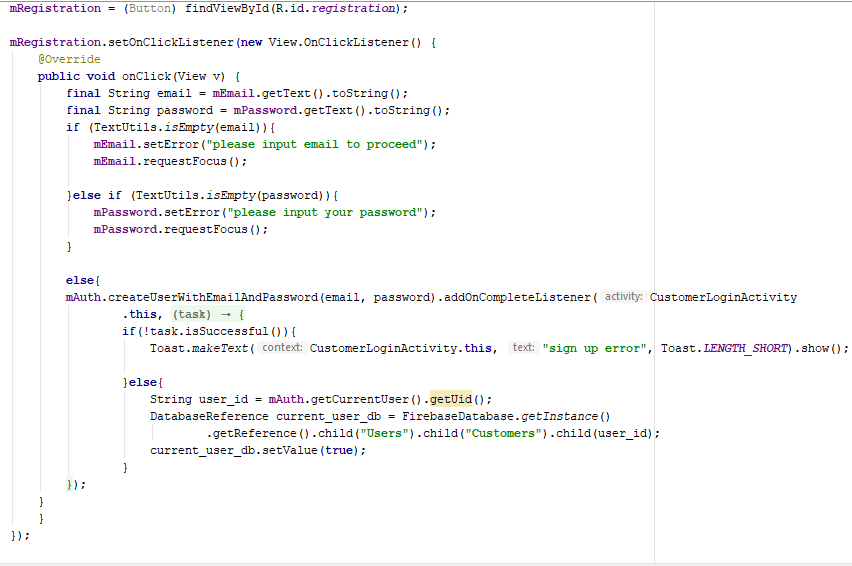 mRegistration = (Button) findViewById(R.id.registration);
mRegistration.setOnClickListener(new View.OnClickListener() {
@Override
public void onClick(View v) {
final String email = mEmail.getText().toString();
final String password = mPassword.getText().toString();
if (TextUtils.isEmpty(email)){
mEmail.setError("please input email to proceed");
mEmail.requestFocus();
}else if (TextUtils.isEmpty(password)){
mPassword.setError("please input your password");
mPassword.requestFocus();
}
else{
mAuth.createUserWithEmailAndPassword(email, password).addOnCompleteListener( activity: CustomerLoginActivity
.this, (task) → {
if(!task.isSuccessful()){
Toast.makeText( context: CustomerLoginActivity.this, text: "sign up error", Toast.LENGTH_SHORT).show();
}else{
String user_id = mAuth.getCurrentUser().getUid();
DatabaseReference current_user_db = FirebaseDatabase.getInstance()
.getReference().child("Users").child("Customers").child(user_id);
current_user_db.setValue(true);
}
});
}
}
});